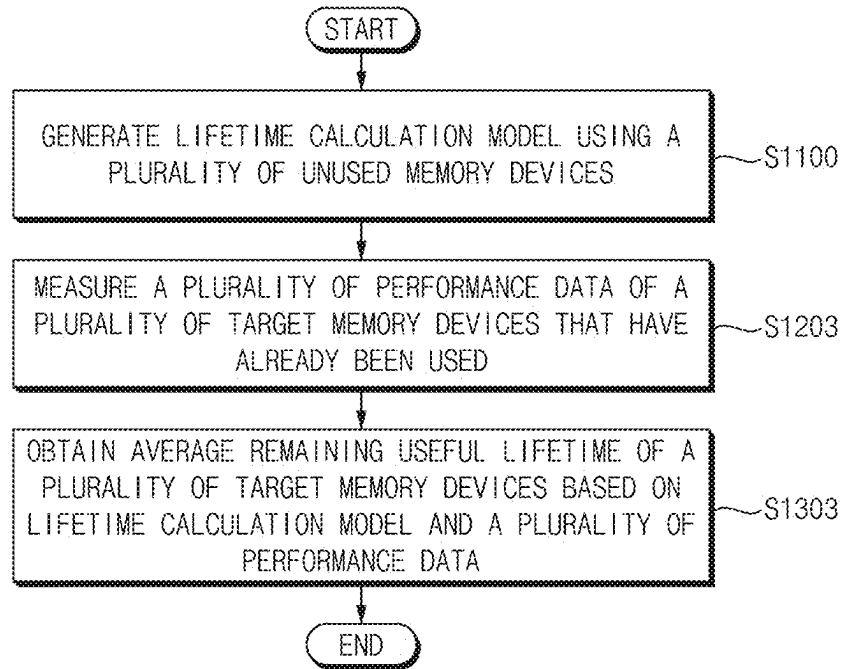 START
GENERATE LIFETIME CALCULATION MODEL USING A
PLURALITY OF UNUSED MEMORY DEVICES
S1100
MEASURE A PLURALITY OF PERFORMANCE DATA OF A
PLURALITY OF TARGET MEMORY DEVICES THAT HAVE
ALREADY BEEN USED
S1203
OBTAIN AVERAGE REMAINING USEFUL LIFETIME OF A
PLURALITY OF TARGET MEMORY DEVICES BASED ON
LIFETIME CALCULATION MODEL AND A PLURALITY OF
PERFORMANCE DATA
S1303
END